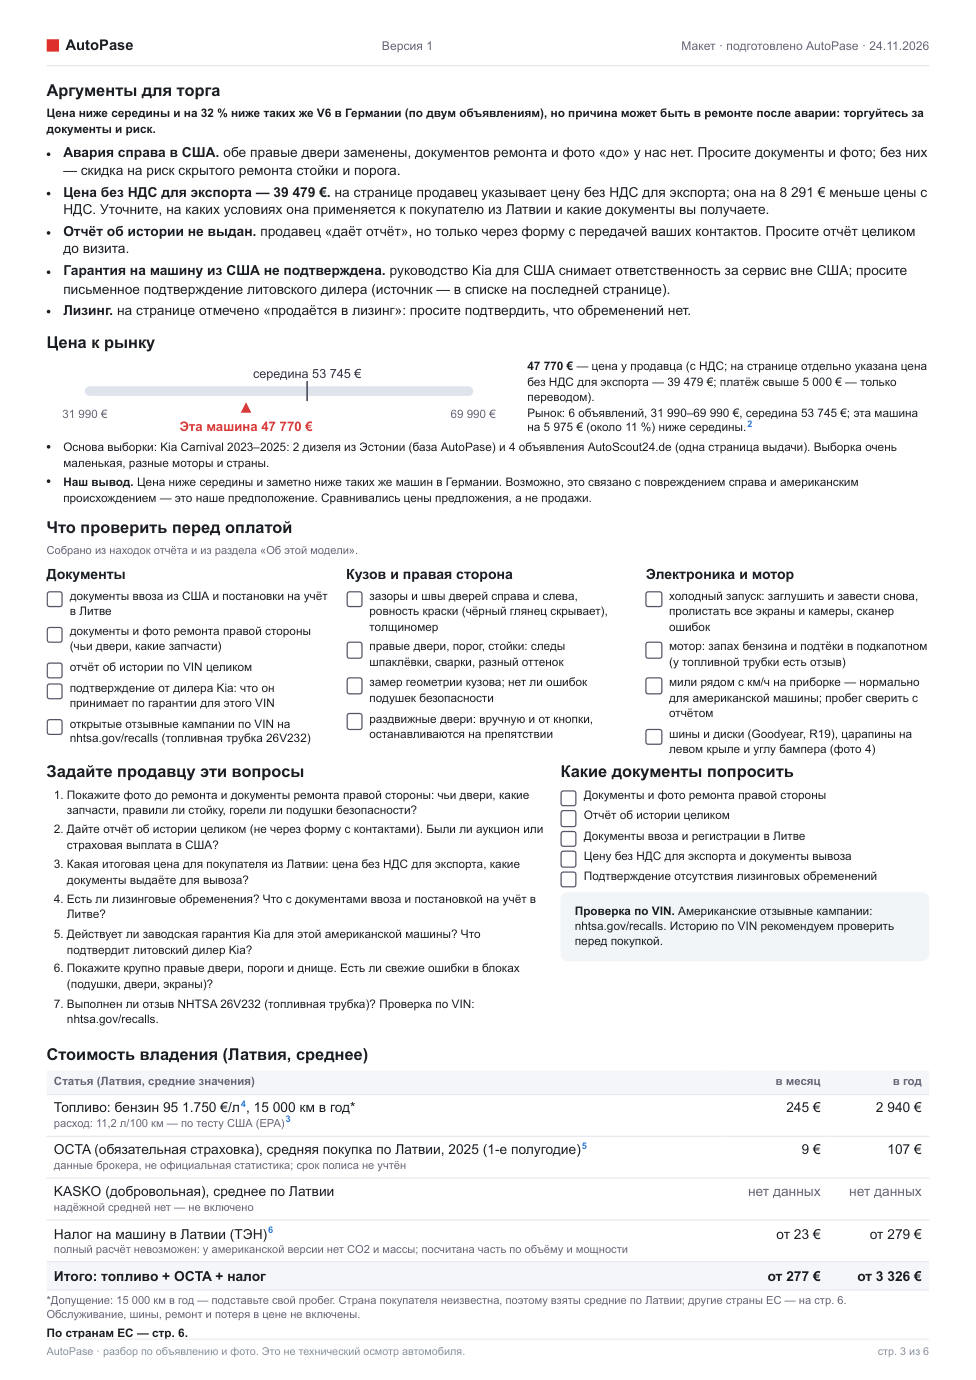 AutoPase
Версия 1
Макет · подготовлено AutoPase · 24.11.2026
Аргументы для торга
Цена ниже середины и на 32 % ниже таких же V6 в Германии (по двум объявлениям), но причина может быть в ремонте после аварии: торгуйтесь за
документы и риск.
• Авария справа в США. обе правые двери заменены, документов ремонта и фото «до» у нас нет. Просите документы и фото; без них
— скидка на риск скрытого ремонта стойки и порога.
• Цена без НДС для экспорта — 39 479 €. на странице продавец указывает цену без НДС для экспорта; она на 8 291 € меньше цены с
НДС. Уточните, на каких условиях она применяется к покупателю из Латвии и какие документы вы получаете.
• Отчёт об истории не выдан. продавец «даёт отчёт», но только через форму с передачей ваших контактов. Просите отчёт целиком
до визита.
• Гарантия на машину из США не подтверждена. руководство Kia для США снимает ответственность за сервис вне США; просите
письменное подтверждение литовского дилера (источник — в списке на последней странице).
• Лизинг. на странице отмечено «продаётся в лизинг»: просите подтвердить, что обременений нет.
Цена к рынку
середина 53 745 €
31 990 €
69 990 €
Эта машина 47 770 €
47 770 € — цена у продавца (с НДС; на странице отдельно указана цена
без НДС для экспорта — 39 479 €; платёж свыше 5 000 € — только
переводом).
Рынок: 6 объявлений, 31 990–69 990 €, середина 53 745 €; эта машина
на 5 975 € (около 11 %) ниже середины.2
• Основа выборки: Kia Carnival 2023–2025: 2 дизеля из Эстонии (база AutoPase) и 4 объявления AutoScout24.de (одна страница выдачи). Выборка очень
маленькая, разные моторы и страны.
• Наш вывод. Цена ниже середины и заметно ниже таких же машин в Германии. Возможно, это связано с повреждением справа и американским
происхождением — это наше предположение. Сравнивались цены предложения, а не продажи.
Что проверить перед оплатой
Собрано из находок отчёта и из раздела «Об этой модели».
Документы
документы ввоза из США и постановки на учёт
в Литве
документы и фото ремонта правой стороны
(чьи двери, какие запчасти)
отчёт об истории по VIN целиком
подтверждение от дилера Kia: что он
принимает по гарантии для этого VIN
открытые отзывные кампании по VIN на
nhtsa.gov/recalls (топливная трубка 26V232)
Кузов и правая сторона
зазоры и швы дверей справа и слева,
ровность краски (чёрный глянец скрывает),
толщиномер
правые двери, порог, стойки: следы
шпаклёвки, сварки, разный оттенок
замер геометрии кузова; нет ли ошибок
подушек безопасности
раздвижные двери: вручную и от кнопки,
останавливаются на препятствии
Электроника и мотор
холодный запуск: заглушить и завести снова,
пролистать все экраны и камеры, сканер
ошибок
мотор: запах бензина и подтёки в подкапотном
(у топливной трубки есть отзыв)
мили рядом с км/ч на приборке — нормально
для американской машины; пробег сверить с
отчётом
шины и диски (Goodyear, R19), царапины на
левом крыле и углу бампера (фото 4)
Задайте продавцу эти вопросы
1. Покажите фото до ремонта и документы ремонта правой стороны: чьи двери, какие
запчасти, правили ли стойку, горели ли подушки безопасности?
2. Дайте отчёт об истории целиком (не через форму с контактами). Были ли аукцион или
страховая выплата в США?
3. Какая итоговая цена для покупателя из Латвии: цена без НДС для экспорта, какие
документы выдаёте для вывоза?
4. Есть ли лизинговые обременения? Что с документами ввоза и постановкой на учёт в
Литве?
5. Действует ли заводская гарантия Kia для этой американской машины? Что
подтвердит литовский дилер Kia?
6. Покажите крупно правые двери, пороги и днище. Есть ли свежие ошибки в блоках
(подушки, двери, экраны)?
7. Выполнен ли отзыв NHTSA 26V232 (топливная трубка)? Проверка по VIN:
nhtsa.gov/recalls.
Какие документы попросить
Документы и фото ремонта правой стороны
Отчёт об истории целиком
Документы ввоза и регистрации в Литве
Цену без НДС для экспорта и документы вывоза
Подтверждение отсутствия лизинговых обременений
Проверка по VIN. Американские отзывные кампании:
nhtsa.gov/recalls. Историю по VIN рекомендуем проверить
перед покупкой.
Стоимость владения (Латвия, среднее)
Статья (Латвия, средние значения) в месяц в год
Топливо: бензин 95 1.750 €/л4, 15 000 км в год* 245 € 2 940 €
расход: 11,2 л/100 км — по тесту США (EPA)3
ОСТА (обязательная страховка), средняя покупка по Латвии, 2025 (1-е полугодие)5 9 € 107 €
данные брокера, не официальная статистика; срок полиса не учтён
KASKO (добровольная), среднее по Латвии нет данных нет данных
надёжной средней нет — не включено
Налог на машину в Латвии (ТЭН)6 от 23 € от 279 €
полный расчёт невозможен: у американской версии нет CO2 и массы; посчитана часть по объёму и мощности
Итого: топливо + ОСТА + налог от 277 € от 3 326 €
*Допущение: 15 000 км в год — подставьте свой пробег. Страна покупателя неизвестна, поэтому взяты средние по Латвии; другие страны ЕС — на стр. 6.
Обслуживание, шины, ремонт и потеря в цене не включены.
По странам ЕС — стр. 6.
AutoPase · разбор по объявлению и фото. Это не технический осмотр автомобиля.
стр. 3 из 6